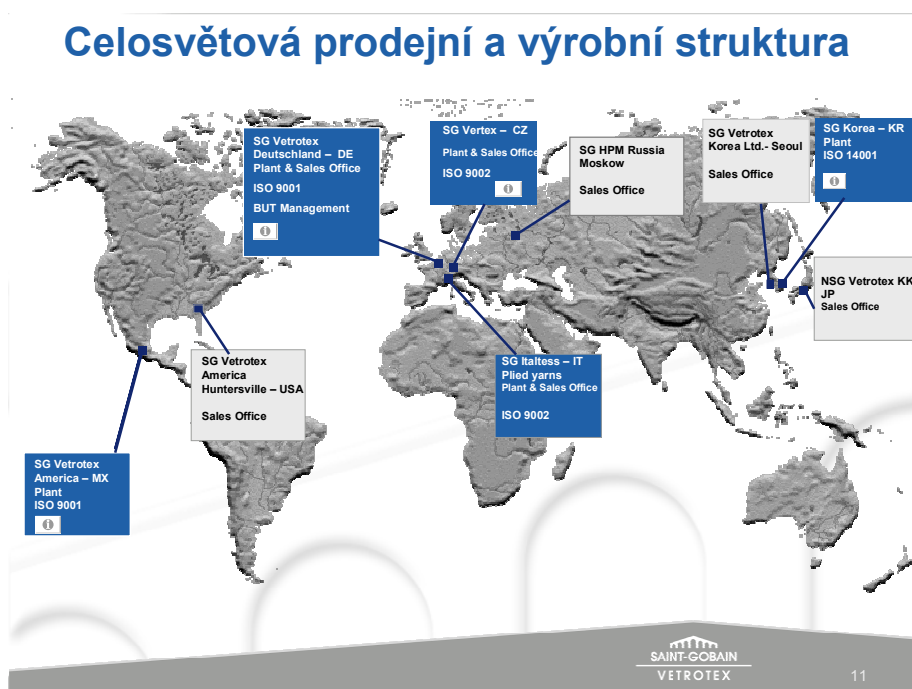 Celosvětová prodejní a výrobní struktura
SG Vetrotex
Deutschland – DE
Plant & Sales Office
ISO 9001
BUT Management
SG Vertex – CZ
Plant & Sales Office
ISO 9002
SG HPM Russia
Moskow
Sales Office
SG Vetrotex
Korea Ltd.- Seoul
Sales Office
SG Korea – KR
Plant
ISO 14001
NSG Vetrotex KK
JP
Sales Office
SG Vetrotex
America
Huntersville – USA
Sales Office
SG Italtess – IT
Plied yarns
Plant & Sales Office
ISO 9002
SG Vetrotex
America – MX
Plant
ISO 9001
SAINT-GOBAIN
VETROTEX
11